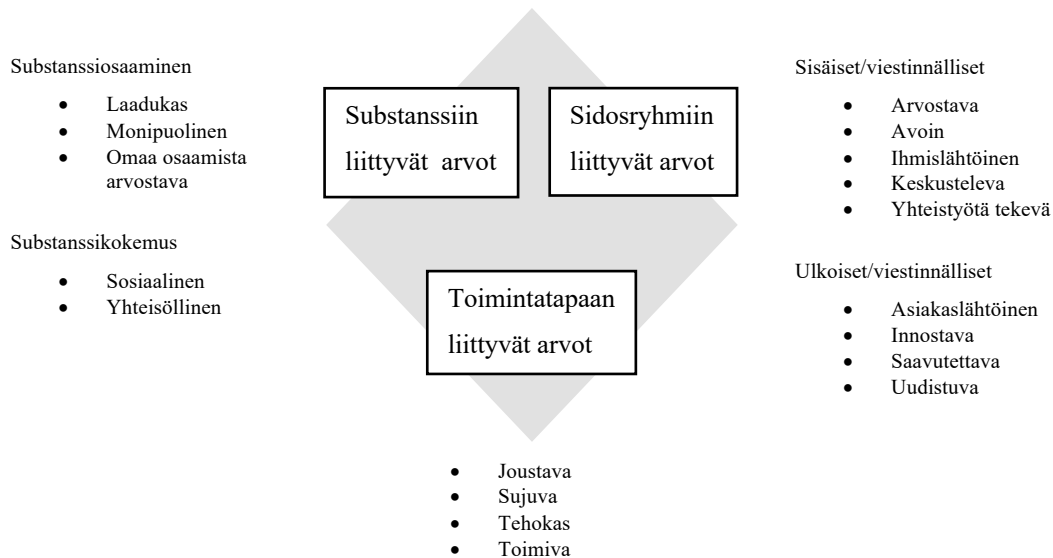 Substanssiosaaminen
• Laadukas
• Monipuolinen
• Omaa osaamista
arvostava
Substanssikokemus
• Sosiaalinen
• Yhteisöllinen
Substanssiin
liittyvät arvot
Sidosryhmiin
liittyvät arvot
Toimintatapaan
liittyvät arvot
Sisäiset/viestinnälliset
• Arvostava
• Avoin
• Ihmislähtöinen
• Keskusteleva
• Yhteistyötä tekevä
Ulkoiset/viestinnälliset
• Asiakaslähtöinen
• Innostava
• Saavutettava
• Uudistuva
• Joustava
• Sujuva
• Tehokas
• Toimiva